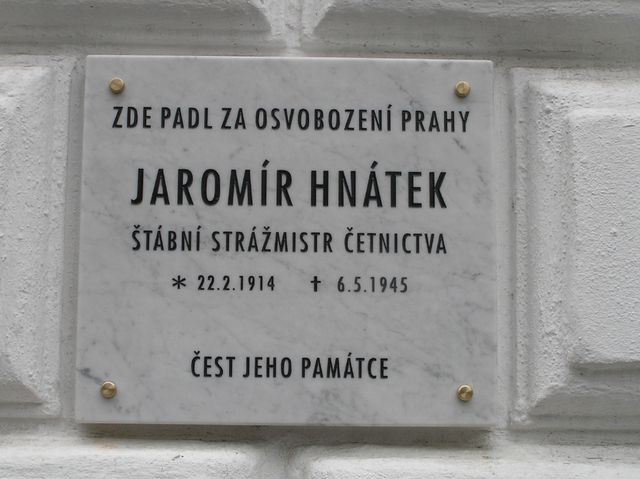 ZDE PADL ZA OSVOBOZENÍ PRAHY
JAROMÍR HNÁTEK
ŠTÁBNÍ STRÁŽMISTR ČETNICTVA
* 22.2.1914 † 6.5.1945
ČEST JEHO PAMÁTCE